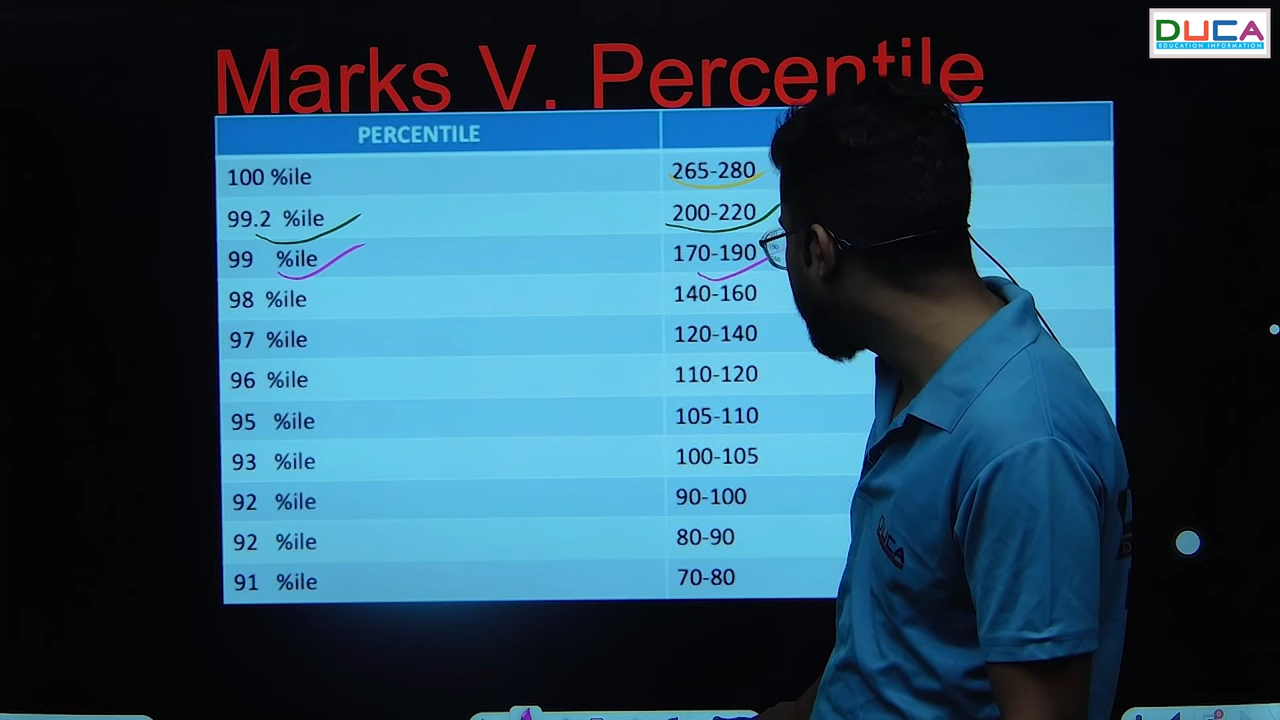 DUCA
EDUCATION INFORMATION
Marks V. Percentile
PERCENTILE
100 %ile 265-280
99.2 %ile 200-220
99 %ile 170-190
98 %ile 140-160
97 %ile 120-140
96 %ile 110-120
95 %ile 105-110
93 %ile 100-105
92 %ile 90-100
92 %ile 80-90
91 %ile 70-80
DUCA